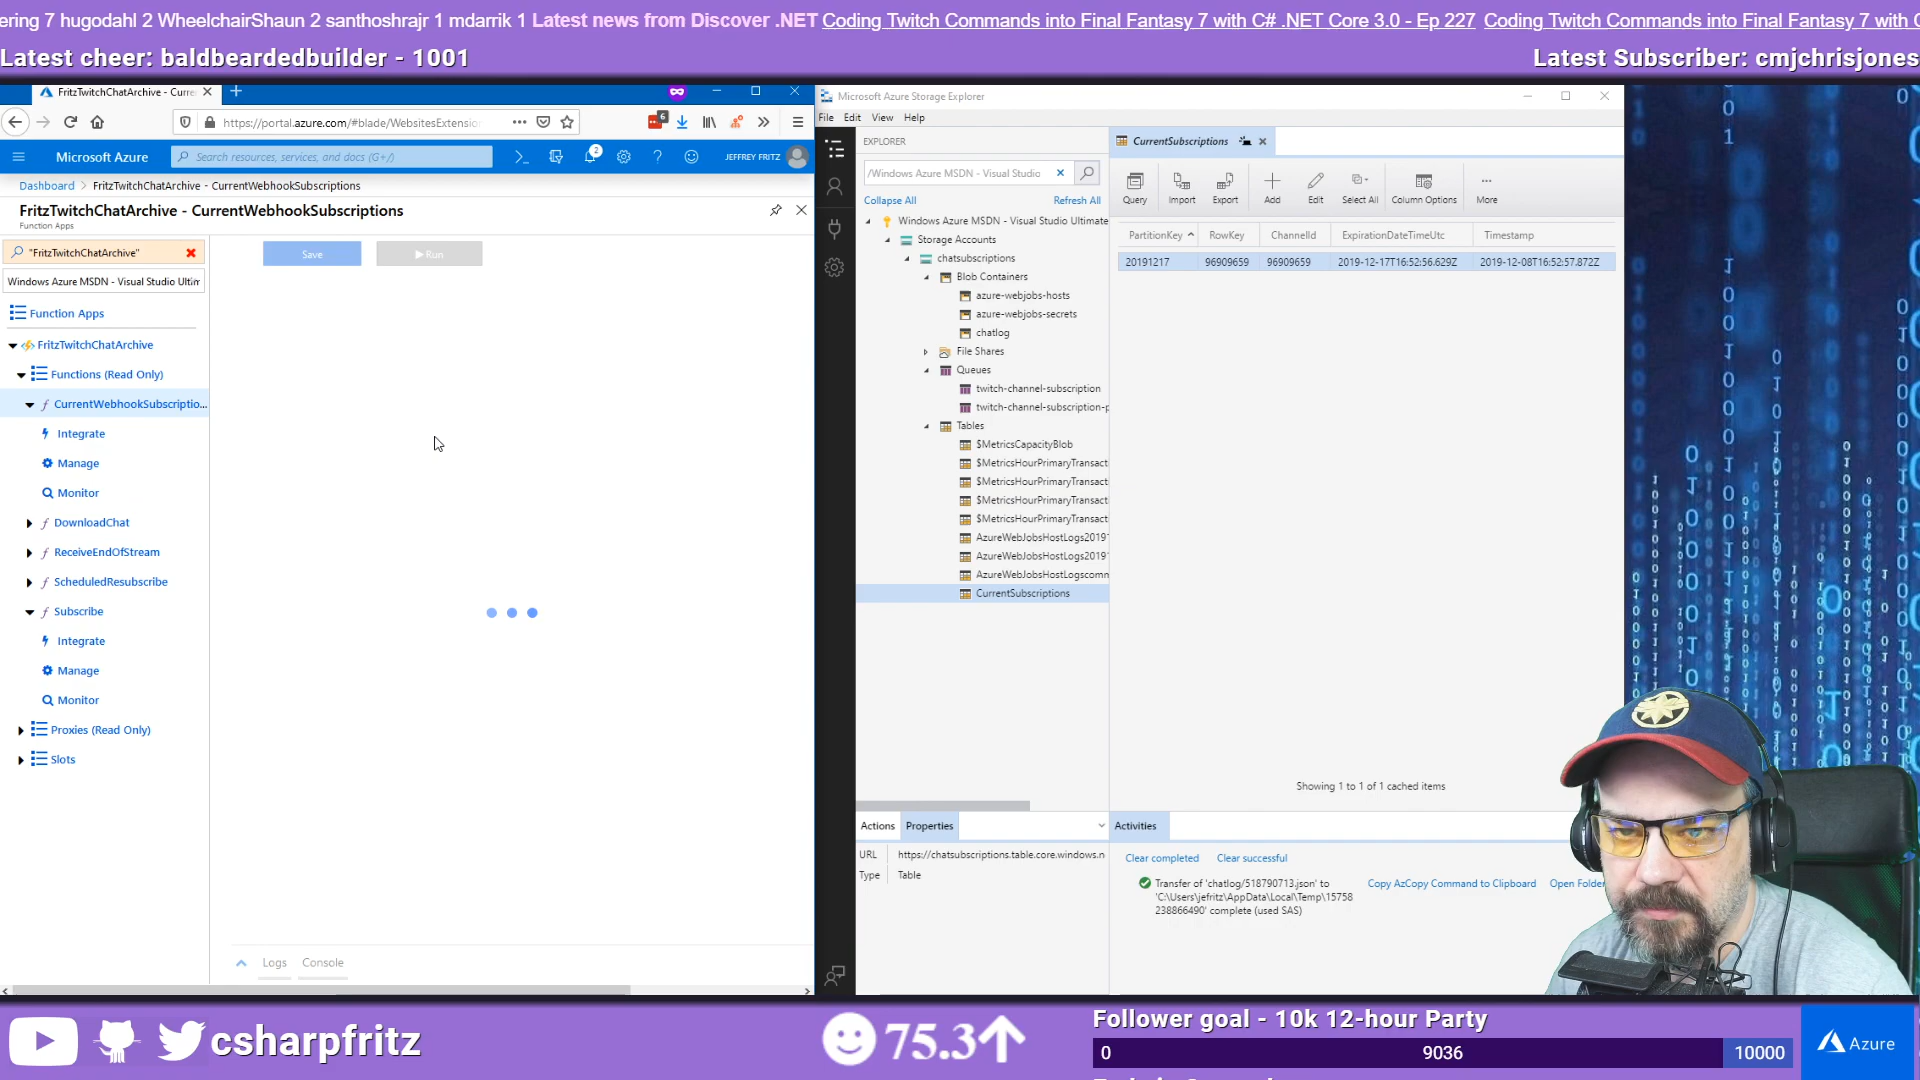 ering 7 hugodahl 2 WheelchairShaun 2 santhoshrajr 1 mdarrik 1 Latest news from Discover .NET Coding Twitch Commands into Final Fantasy 7 with C# .NET Core 3.0 - Ep 227 Coding Twitch Commands into Final Fantasy 7 with C
Latest cheer: baldbeardedbuilder - 1001
Latest Subscriber: cmjchrisjones
FritzTwitchChatArchive - Curre
https://portal.azure.com/#blade/WebsitesExtensio
6
Microsoft Azure
Search resources, services, and docs (G+/)
2
JEFFREY FRITZ
Dashboard > FritzTwitchChatArchive - CurrentWebhookSubscriptions
FritzTwitchChatArchive - CurrentWebhookSubscriptions
Function Apps
"FritzTwitchChatArchive"
Windows Azure MSDN - Visual Studio Ultim
Function Apps
FritzTwitchChatArchive
Functions (Read Only)
CurrentWebhookSubscriptio...
Integrate
Manage
Monitor
DownloadChat
ReceiveEndOfStream
ScheduledResubscribe
Subscribe
Integrate
Manage
Monitor
Proxies (Read Only)
Slots
Save
Run
Logs
Console
Microsoft Azure Storage Explorer
File Edit View Help
EXPLORER
/Windows Azure MSDN - Visual Studio
Collapse All
Refresh All
Windows Azure MSDN - Visual Studio Ultimate
Storage Accounts
chatsubscriptions
Blob Containers
azure-webjobs-hosts
azure-webjobs-secrets
chatlog
File Shares
Queues
twitch-channel-subscription
twitch-channel-subscription-p
Tables
$MetricsCapacityBlob
$MetricsHourPrimaryTransact
$MetricsHourPrimaryTransact
$MetricsHourPrimaryTransact
$MetricsHourPrimaryTransact
AzureWebJobsHostLogs2019
AzureWebJobsHostLogs2019
AzureWebJobsHostLogscomm
CurrentSubscriptions
Actions
Properties
URL https://chatsubscriptions.table.core.windows.n
Type Table
CurrentSubscriptions
Query
Import
Export
Add
Edit
Select All
Column Options
More
PartitionKey RowKey ChannelId ExpirationDateTimeUtc Timestamp
20191217 96909659 96909659 2019-12-17T16:52:56.629Z 2019-12-08T16:52:57.872Z
Showing 1 to 1 of 1 cached items
Activities
Clear completed
Clear successful
Transfer of 'chatlog/518790713.json' to
'C:\Users\jefritz\AppData\Local\Temp\15758
238866490' complete (used SAS)
Copy AzCopy Command to Clipboard
Open Folder
csharpfritz
75.3
Follower goal - 10k 12-hour Party
0
9036
10000
Azure